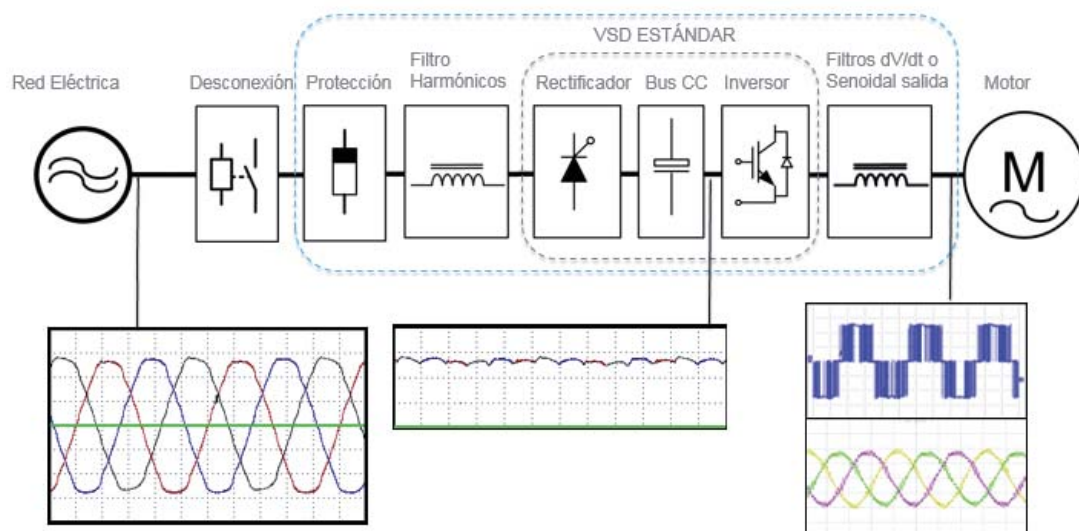 VSD ESTÁNDAR
Red Eléctrica
Desconexión
Protección
Filtro
Harmónicos
Rectificador
Bus CC
Inversor
Filtros dV/dt o
Senoidal salida
Motor
M